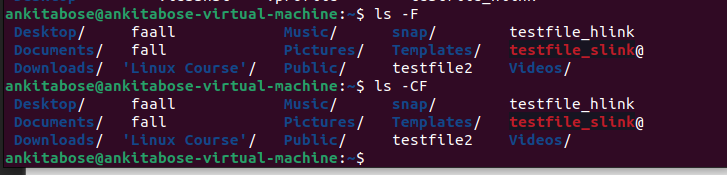 ankitabose@ankitabose-virtual-machine:~$ ls -F
Desktop/ faall Music/ snap/ testfile_hlink
Documents/ fall Pictures/ Templates/ testfile_slink@
Downloads/ 'Linux Course'/ Public/ testfile2 Videos/
ankitabose@ankitabose-virtual-machine:~$ ls -CF
Desktop/ faall Music/ snap/ testfile_hlink
Documents/ fall Pictures/ Templates/ testfile_slink@
Downloads/ 'Linux Course'/ Public/ testfile2 Videos/
ankitabose@ankitabose-virtual-machine:~$